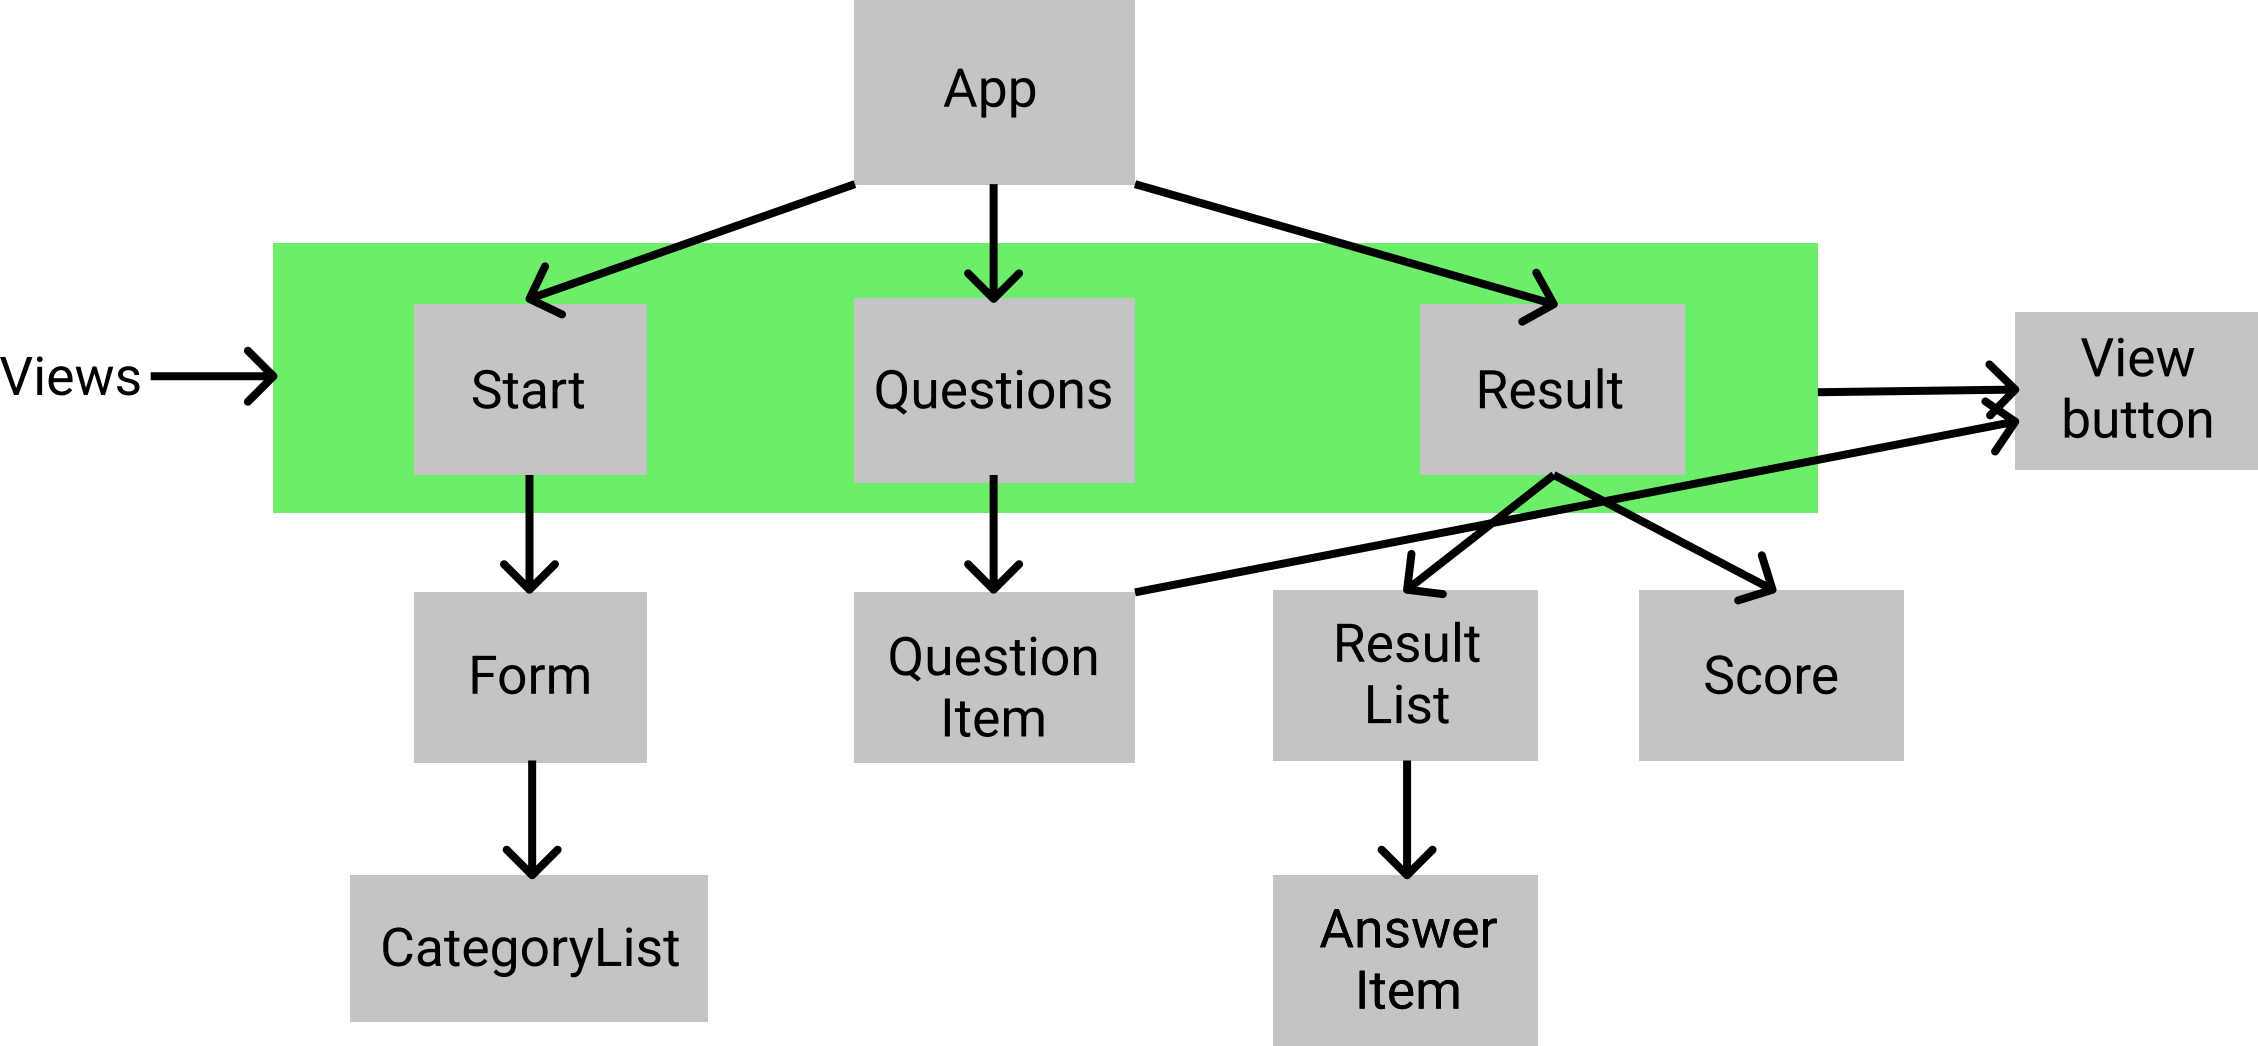 App
Views
Start
Questions
Result
View
button
Form
Question
Item
Result
List
Score
CategoryList
Answer
Item